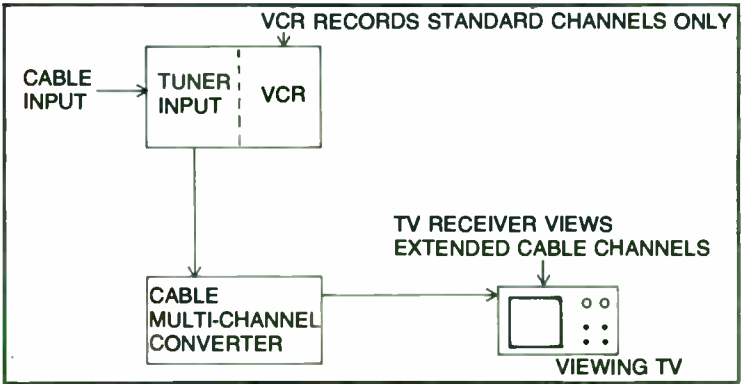 VCR RECORDS STANDARD CHANNELS ONLY
CABLE
INPUT
TUNER
INPUT
VCR
TV RECEIVER VIEWS
EXTENDED CABLE CHANNELS
CABLE
MULTI-CHANNEL
CONVERTER
VIEWING TV